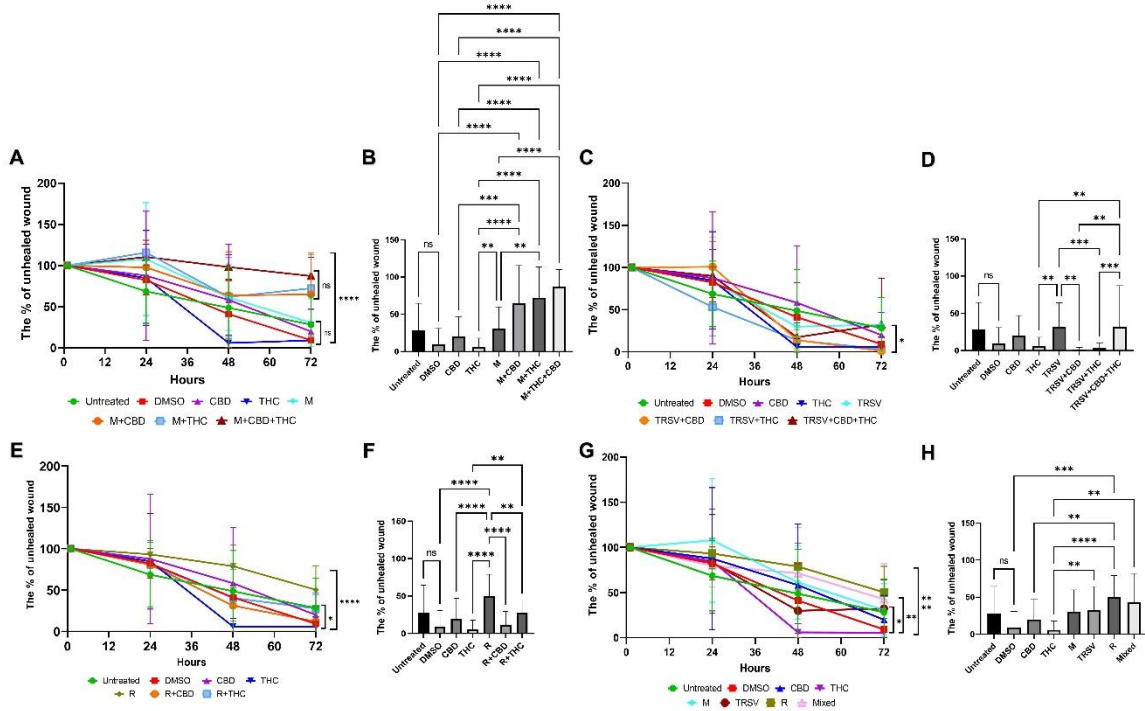 A
The % of unhealed wound
200
150
100
50
0
0 12 24 36 48 60 72
Hours
ns
ns
****
Untreated DMSO CBD THC M
M+CBD M+THC M+CBD+THC
B
****
****
****
****
****
****
****
****
***
****
** **
ns
The % of unhealed wound
150
100
50
0
Untreated DMSO CBD THC M M+CBD M+THC M+THC+CBD
C
The % of unhealed wound
200
150
100
50
0
0 12 24 36 48 60 72
Hours
*
Untreated DMSO CBD THC TRSV
TRSV+CBD TRSV+THC TRSV+CBD+THC
D
**
**
***
** ** ***
ns
The % of unhealed wound
150
100
50
0
Untreated DMSO CBD THC TRSV TRSV+CBD TRSV+THC TRSV+CBD+THC
E
The % of unhealed wound
200
150
100
50
0
0 12 24 36 48 60 72
Hours
*
****
Untreated DMSO CBD THC
R R+CBD R+THC
F
**
****
**** **
****
****
ns
The % of unhealed wound
150
100
50
0
Untreated DMSO CBD THC R R+CBD R+THC
G
The % of unhealed wound
200
150
100
50
0
0 12 24 36 48 60 72
Hours
*
**
**
**
Untreated DMSO CBD THC
M TRSV R Mixed
H
***
**
**
****
**
ns
The % of unhealed wound
150
100
50
0
Untreated DMSO CBD THC M TRSV R Mixed